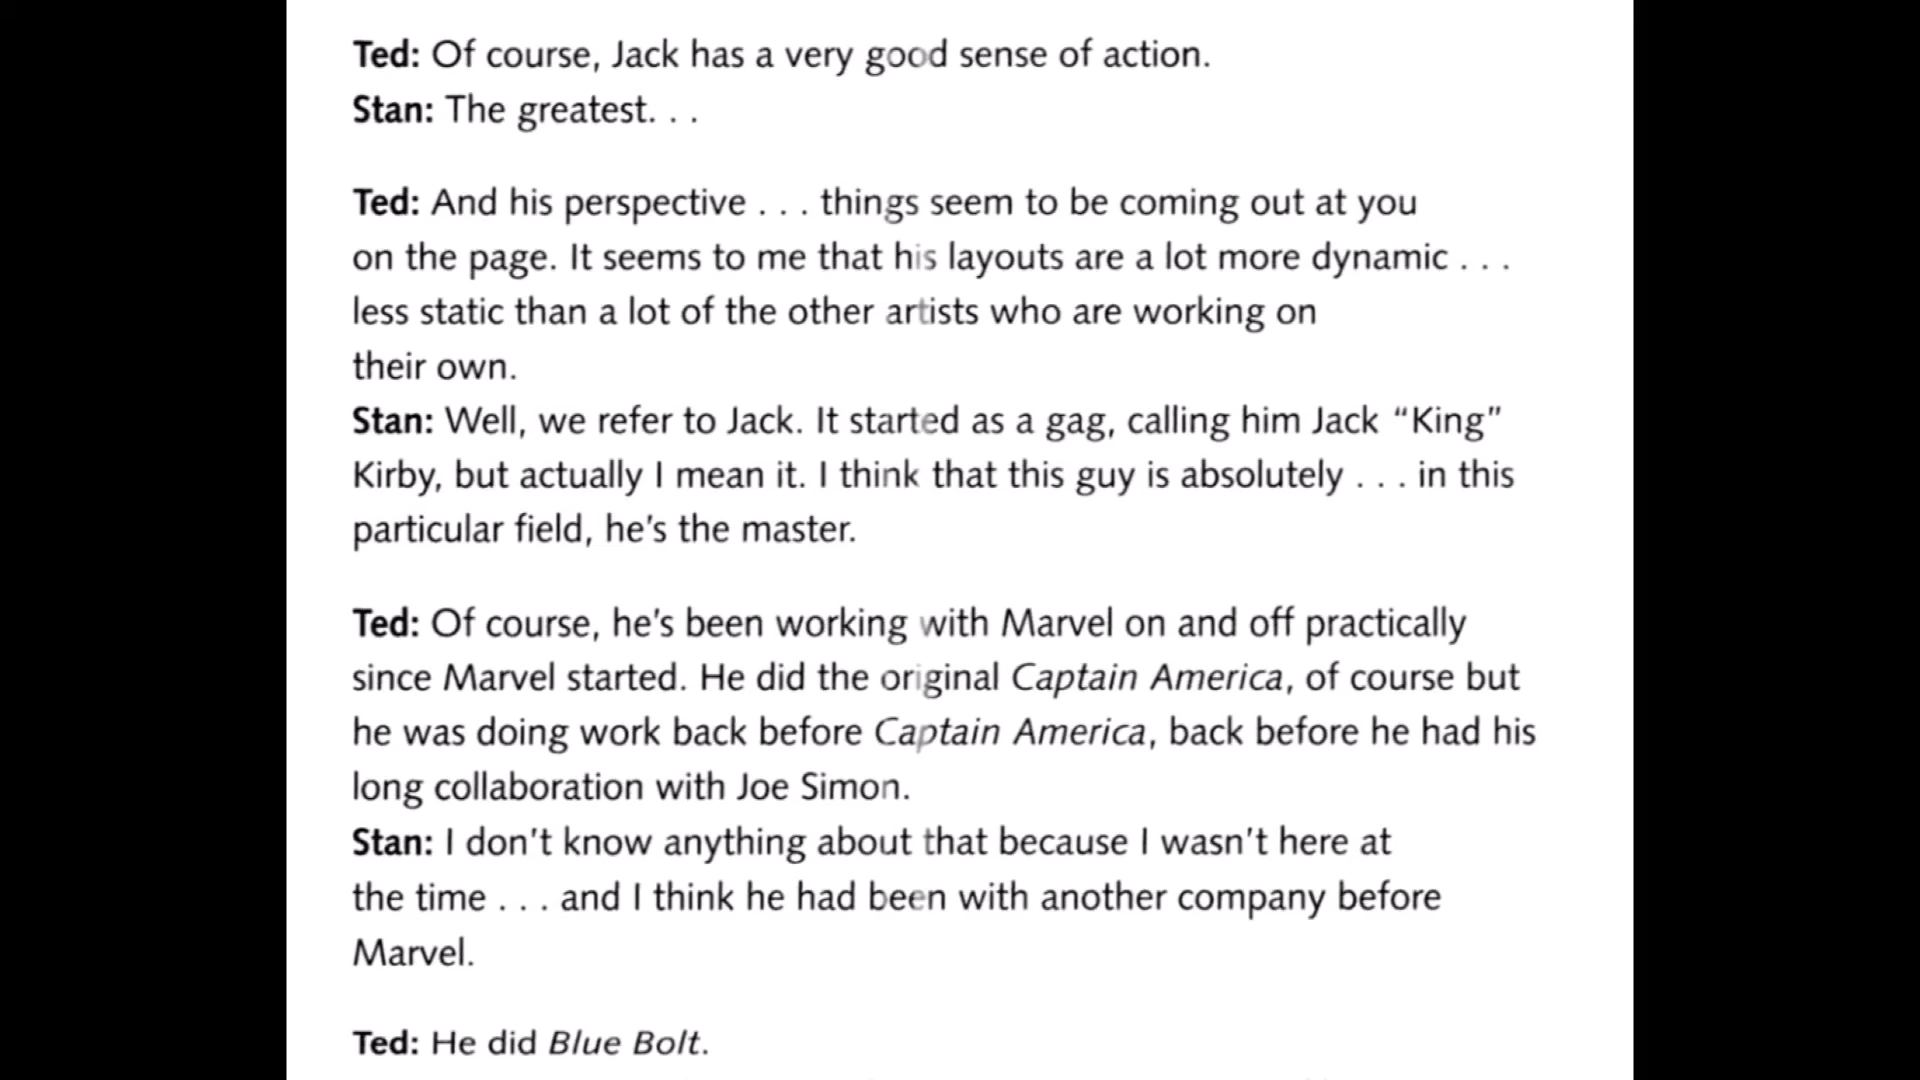 Ted: Of course, Jack has a very good sense of action.
Stan: The greatest. . .
Ted: And his perspective . . . things seem to be coming out at you
on the page. It seems to me that his layouts are a lot more dynamic . . .
less static than a lot of the other artists who are working on
their own.
Stan: Well, we refer to Jack. It started as a gag, calling him Jack “King”
Kirby, but actually I mean it. I think that this guy is absolutely . . . in this
particular field, he’s the master.
Ted: Of course, he’s been working with Marvel on and off practically
since Marvel started. He did the original Captain America, of course but
he was doing work back before Captain America, back before he had his
long collaboration with Joe Simon.
Stan: I don’t know anything about that because I wasn’t here at
the time . . . and I think he had been with another company before
Marvel.
Ted: He did Blue Bolt.